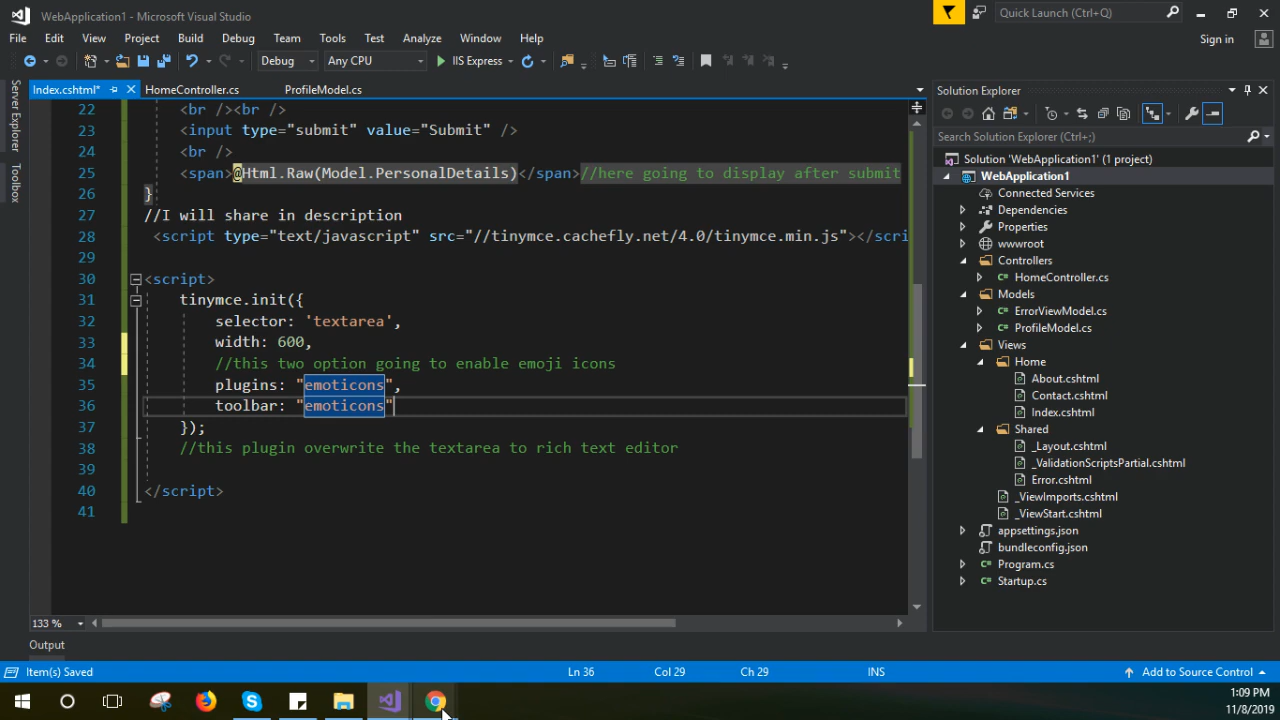 WebApplication1 - Microsoft Visual Studio
Quick Launch (Ctrl+Q)
File Edit View Project Build Debug Team Tools Test Analyze Window Help
Sign in
Debug Any CPU IIS Express
Server Explorer
Toolbox
Index.cshtml* HomeController.cs ProfileModel.cs
22 <br /><br />
23 <input type="submit" value="Submit" />
24 <br />
25 <span>@Html.Raw(Model.PersonalDetails)</span>//here going to display after submit
26 }
27 //I will share in description
28 <script type="text/javascript" src="//tinymce.cachefly.net/4.0/tinymce.min.js"></scri
29
30 <script>
31 tinymce.init({
32 selector: 'textarea',
33 width: 600,
34 //this two option going to enable emoji icons
35 plugins: "emoticons",
36 toolbar: "emoticons"
37 });
38 //this plugin overwrite the textarea to rich text editor
39
40 </script>
41
133 %
Output
Solution Explorer
Search Solution Explorer (Ctrl+;)
Solution 'WebApplication1' (1 project)
WebApplication1
Connected Services
Dependencies
Properties
wwwroot
Controllers
C# HomeController.cs
Models
C# ErrorViewModel.cs
C# ProfileModel.cs
Views
Home
About.cshtml
Contact.cshtml
Index.cshtml
Shared
_Layout.cshtml
_ValidationScriptsPartial.cshtml
Error.cshtml
_ViewImports.cshtml
_ViewStart.cshtml
appsettings.json
bundleconfig.json
C# Program.cs
C# Startup.cs
Item(s) Saved Ln 36 Col 29 Ch 29 INS Add to Source Control
1:09 PM
11/8/2019